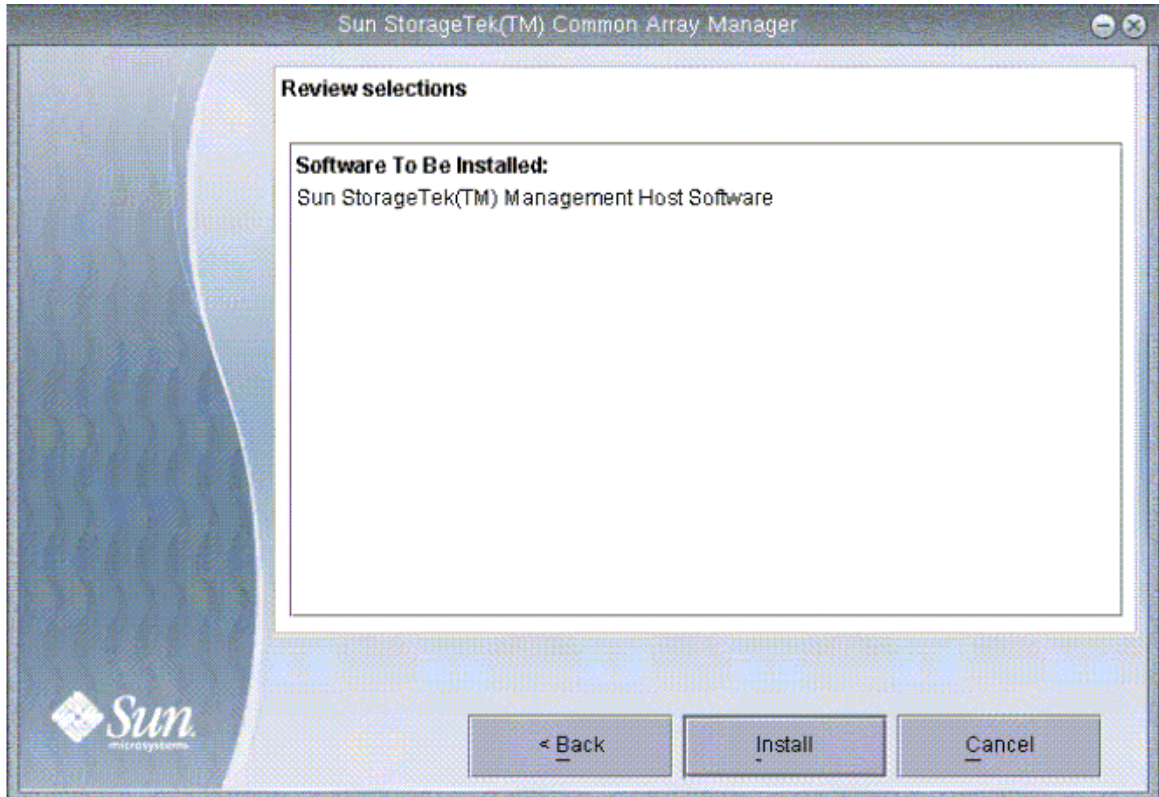 Sun StorageTek(TM) Common Array Manager
Review selections
Software To Be Installed:
Sun StorageTek(TM) Management Host Software
Sun
microsystems
< Back
Install
Cancel